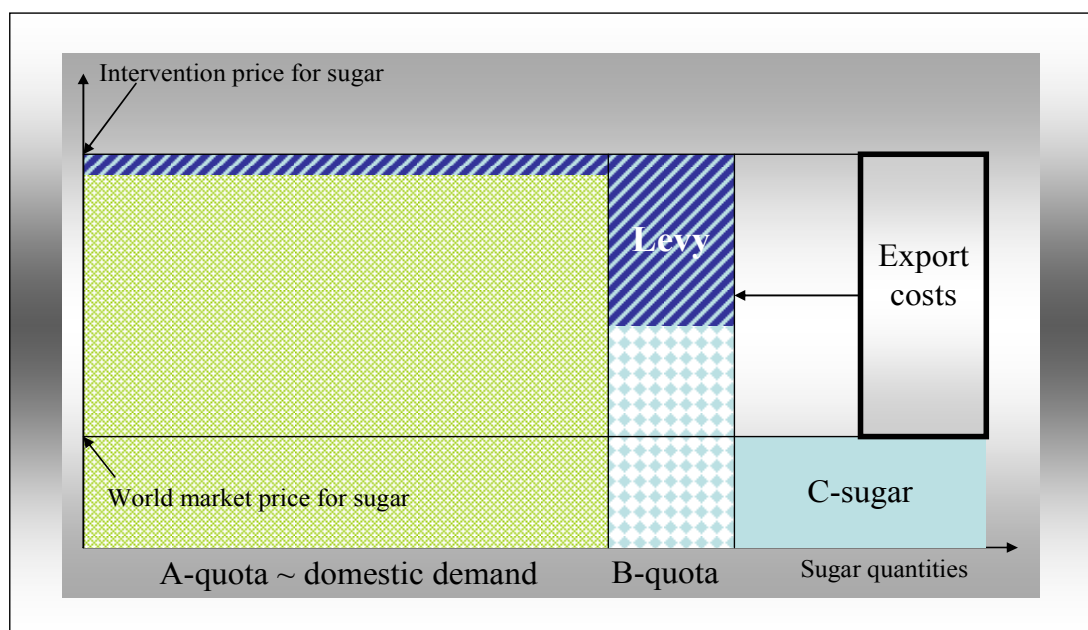 Intervention price for sugar
Levy
Export
costs
World market price for sugar
C-sugar
A-quota ~ domestic demand
B-quota
Sugar quantities